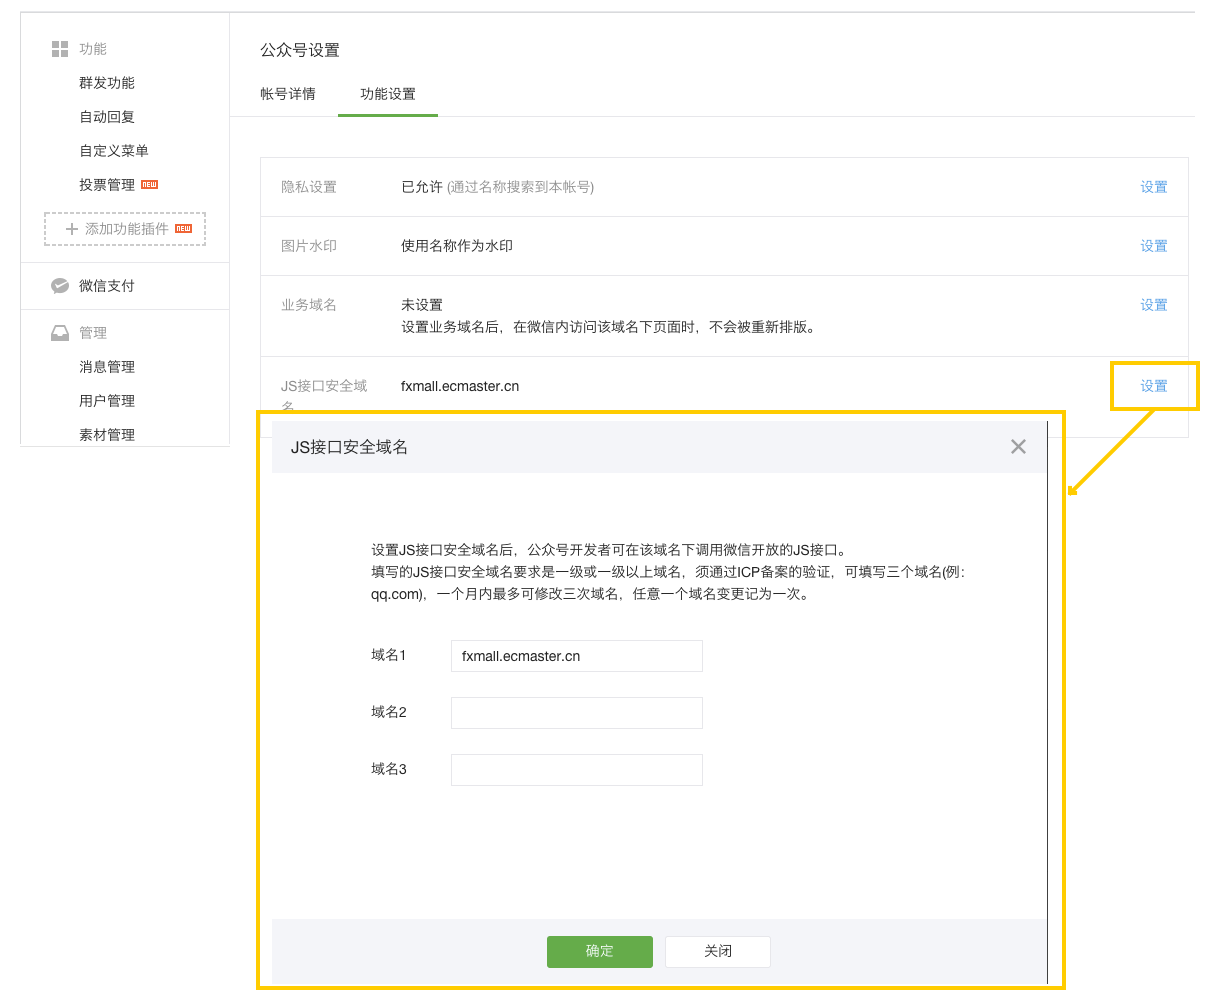 功能
群发功能
自动回复
自定义菜单
投票管理 NEW
添加功能插件 NEW
微信支付
管理
消息管理
用户管理
素材管理
公众号设置
帐号详情
功能设置
隐私设置
已允许 (通过名称搜索到本帐号)
设置
图片水印
使用名称作为水印
设置
业务域名
未设置
设置业务域名后，在微信内访问该域名下页面时，不会被重新排版。
设置
JS接口安全域
名
fxmall.ecmaster.cn
设置
JS接口安全域名
设置JS接口安全域名后，公众号开发者可在该域名下调用微信开放的JS接口。
填写的JS接口安全域名要求是一级或一级以上域名，须通过ICP备案的验证，可填写三个域名(例：
qq.com)，一个月内最多可修改三次域名，任意一个域名变更记为一次。
域名1
fxmall.ecmaster.cn
域名2
域名3
确定
关闭